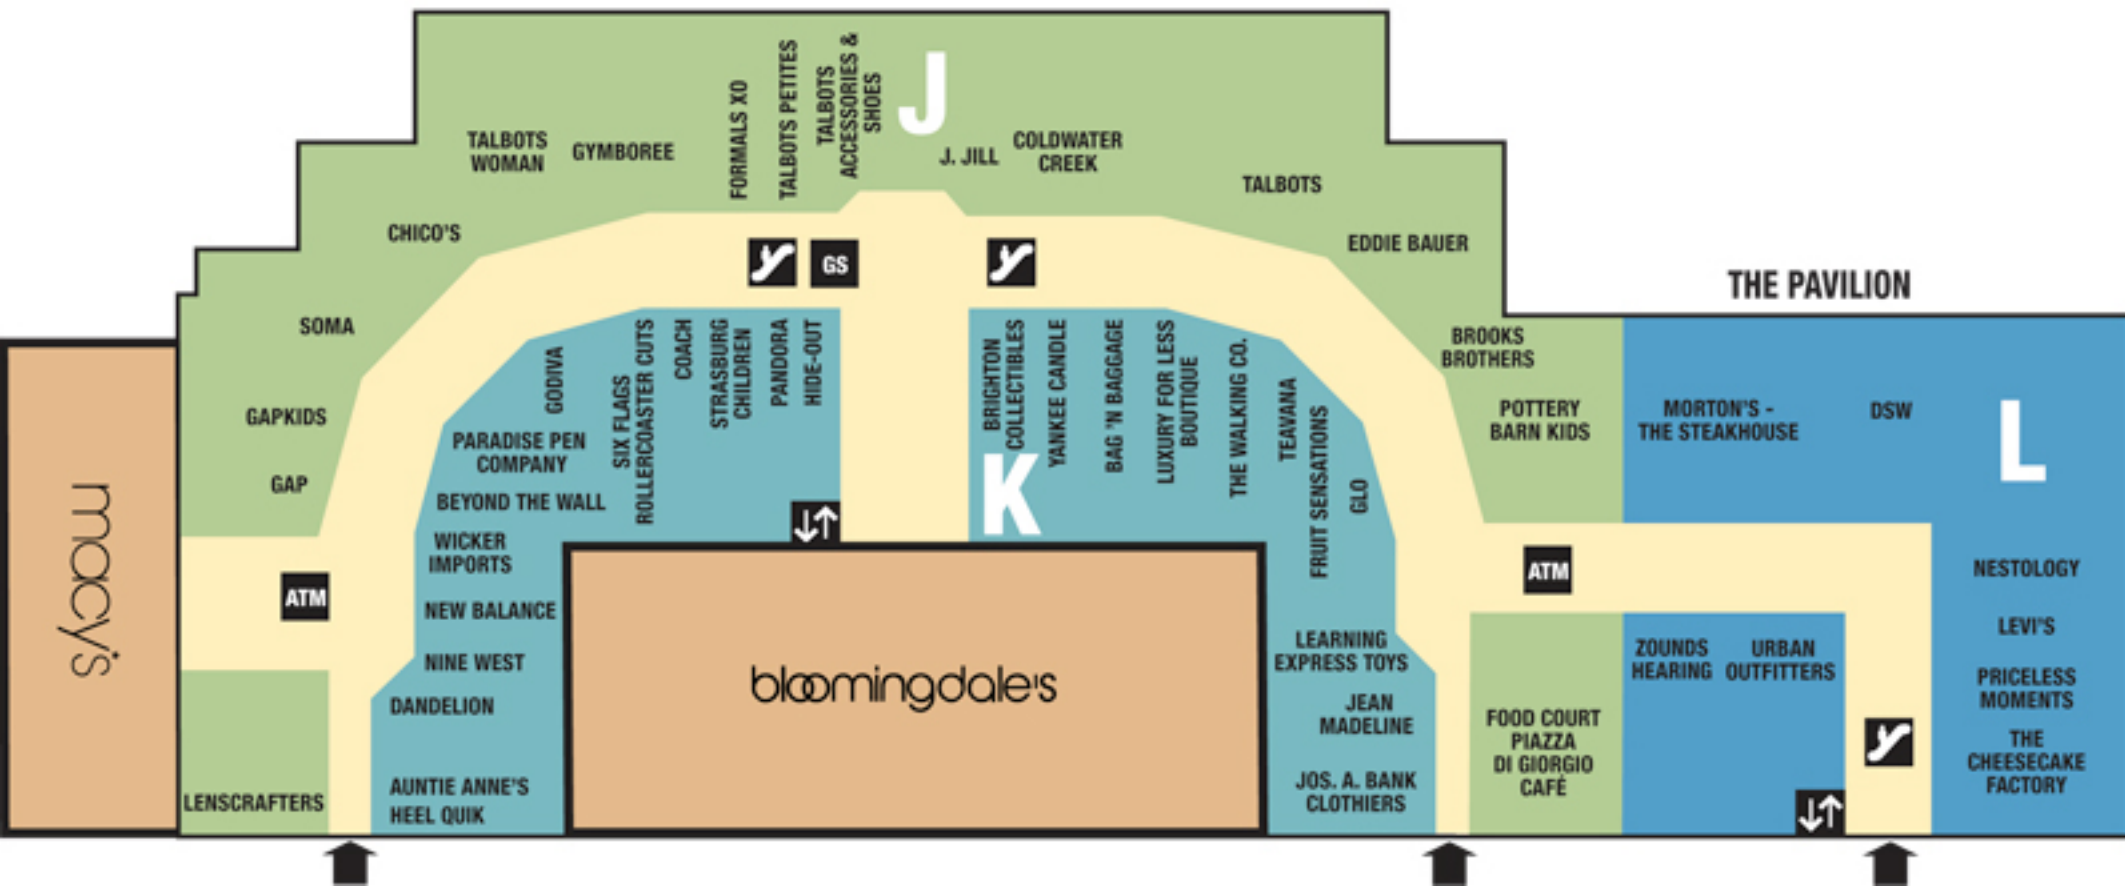 J
TALBOTS
WOMAN
GYMBOREE
FORMALS XO
TALBOTS PETITES
TALBOTS
ACCESSORIES &
SHOES
J. JILL
COLDWATER
CREEK
TALBOTS
CHICO'S
EDDIE BAUER
GS
THE PAVILION
SOMA
BROOKS
BROTHERS
GAPKIDS
POTTERY
BARN KIDS
GAP
GODIVA
SIX FLAGS
ROLLERCOASTER CUTS
COACH
STRASBURG
CHILDREN
PANDORA
HIDE-OUT
BRIGHTON
COLLECTIBLES
YANKEE CANDLE
BAG 'N BAGGAGE
LUXURY FOR LESS
BOUTIQUE
THE WALKING CO.
TEAVANA
FRUIT SENSATIONS
GLO
K
MORTON'S -
THE STEAKHOUSE
DSW
L
PARADISE PEN
COMPANY
BEYOND THE WALL
WICKER
IMPORTS
NEW BALANCE
NINE WEST
DANDELION
AUNTIE ANNE'S
HEEL QUIK
macy's
ATM
LENSCRAFTERS
bloomingdale's
LEARNING
EXPRESS TOYS
JEAN
MADELINE
JOS. A. BANK
CLOTHIERS
ATM
FOOD COURT
PIAZZA
DI GIORGIO
CAFÉ
ZOUNDS
HEARING
URBAN
OUTFITTERS
NESTOLOGY
LEVI'S
PRICELESS
MOMENTS
THE
CHEESECAKE
FACTORY